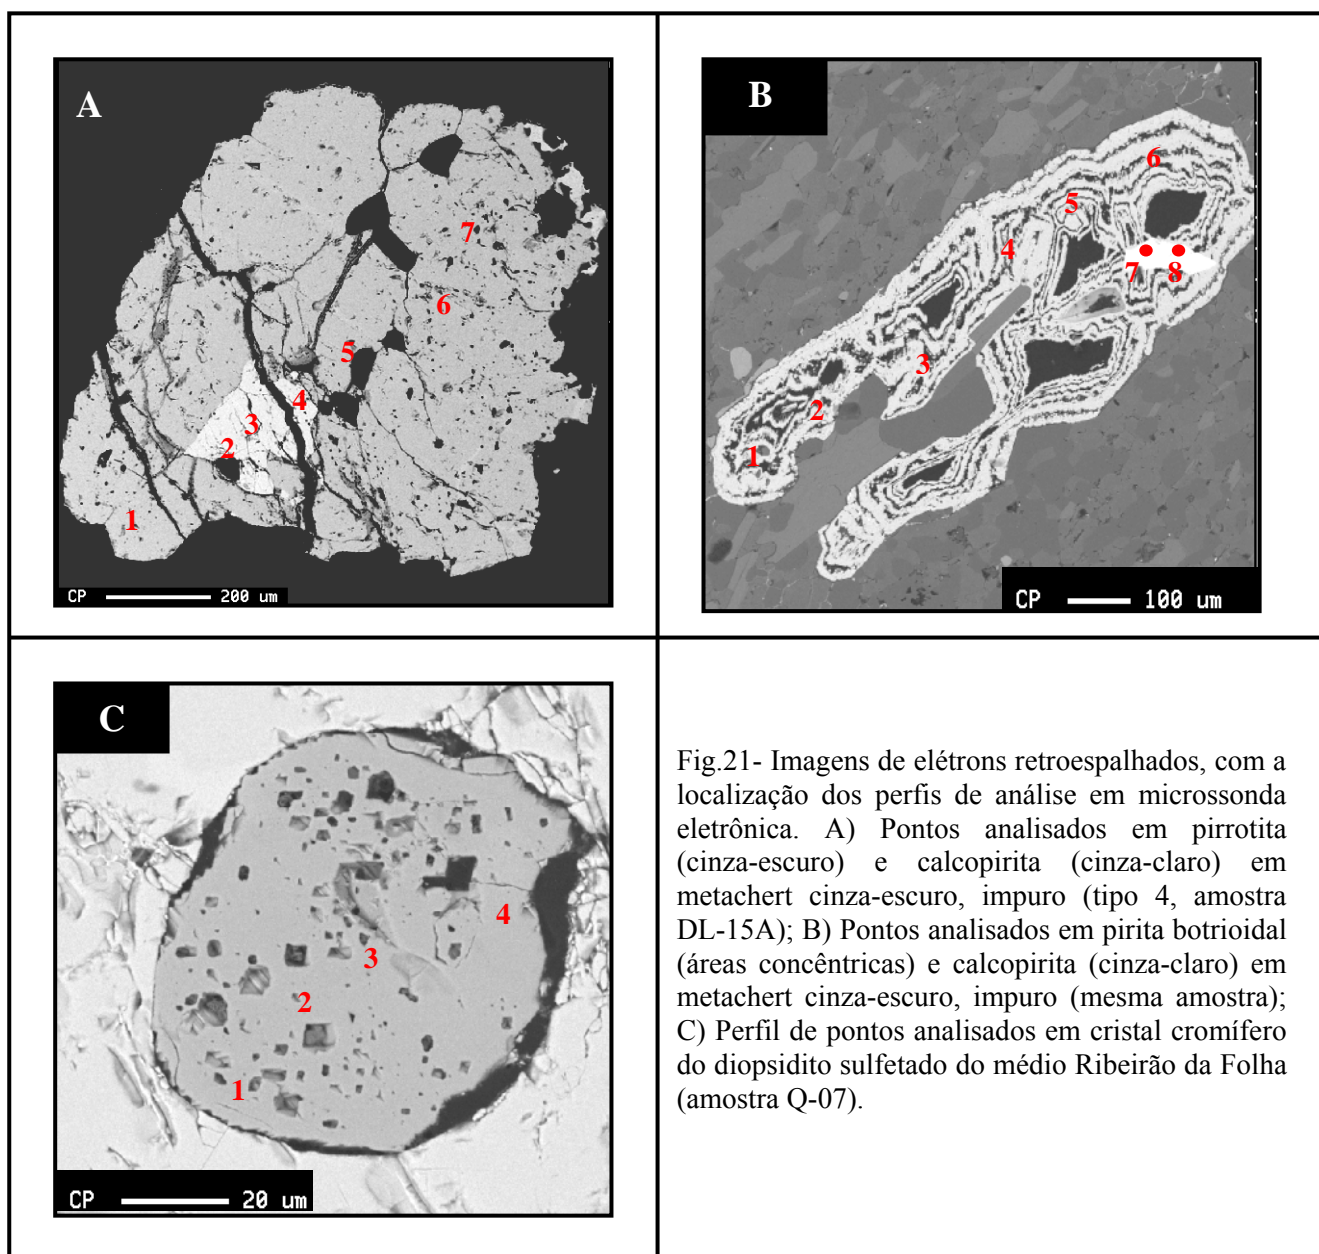 A
7
6
5
4
3
2
1
CP 200 um
B
6
5
4
7 8
3
2
1
CP 100 um
C
4
3
2
1
CP 20 um
Fig.21- Imagens de elétrons retroespalhados, com a
localização dos perfis de análise em microssonda
eletrônica. A) Pontos analisados em pirrotita
(cinza-escuro) e calcopirita (cinza-claro) em
metachert cinza-escuro, impuro (tipo 4, amostra
DL-15A); B) Pontos analisados em pirita botrioidal
(áreas concêntricas) e calcopirita (cinza-claro) em
metachert cinza-escuro, impuro (mesma amostra);
C) Perfil de pontos analisados em cristal cromífero
do diopsidito sulfetado do médio Ribeirão da Folha
(amostra Q-07).